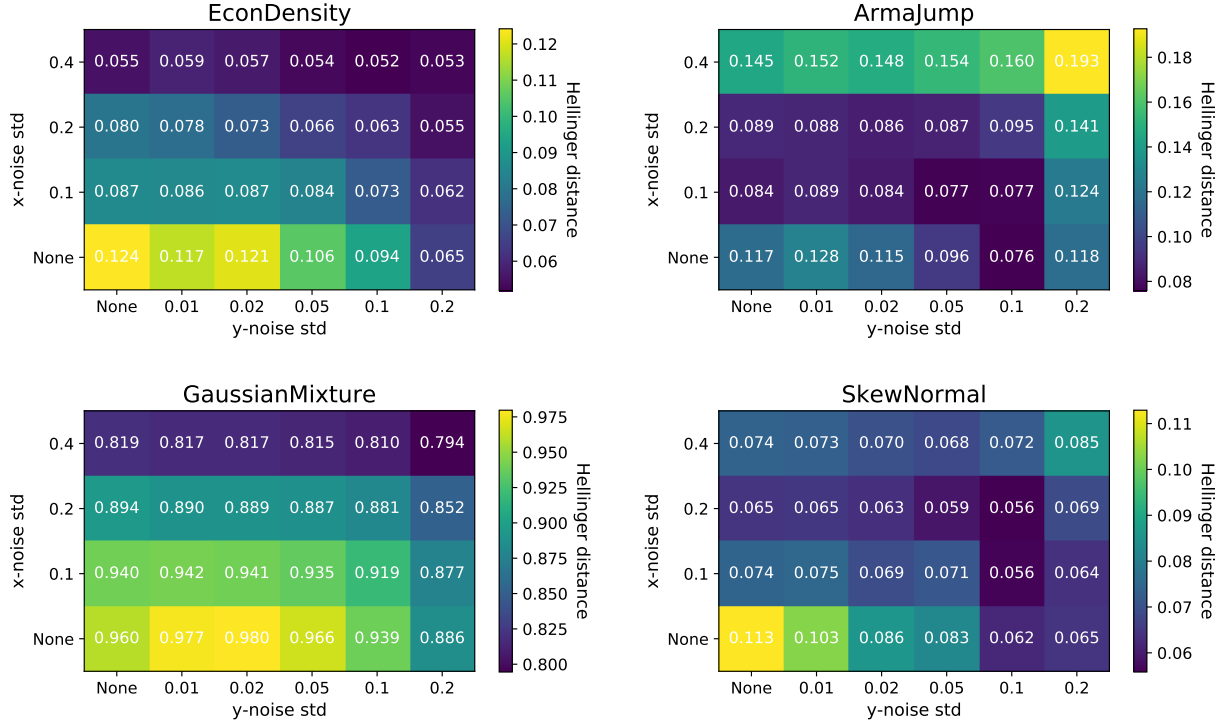 EconDensity
0.4 0.055 0.059 0.057 0.054 0.052 0.053
0.2 0.080 0.078 0.073 0.066 0.063 0.055
0.1 0.087 0.086 0.087 0.084 0.073 0.062
None 0.124 0.117 0.121 0.106 0.094 0.065
None 0.01 0.02 0.05 0.1 0.2
y-noise std
x-noise std
0.12
0.11
0.10
0.09
0.08
0.07
0.06
Hellinger distance
ArmaJump
0.4 0.145 0.152 0.148 0.154 0.160 0.193
0.2 0.089 0.088 0.086 0.087 0.095 0.141
0.1 0.084 0.089 0.084 0.077 0.077 0.124
None 0.117 0.128 0.115 0.096 0.076 0.118
None 0.01 0.02 0.05 0.1 0.2
y-noise std
x-noise std
0.18
0.16
0.14
0.12
0.10
0.08
Hellinger distance
GaussianMixture
0.4 0.819 0.817 0.817 0.815 0.810 0.794
0.2 0.894 0.890 0.889 0.887 0.881 0.852
0.1 0.940 0.942 0.941 0.935 0.919 0.877
None 0.960 0.977 0.980 0.966 0.939 0.886
None 0.01 0.02 0.05 0.1 0.2
y-noise std
x-noise std
0.975
0.950
0.925
0.900
0.875
0.850
0.825
0.800
Hellinger distance
SkewNormal
0.4 0.074 0.073 0.070 0.068 0.072 0.085
0.2 0.065 0.065 0.063 0.059 0.056 0.069
0.1 0.074 0.075 0.069 0.071 0.056 0.064
None 0.113 0.103 0.086 0.083 0.062 0.065
None 0.01 0.02 0.05 0.1 0.2
y-noise std
x-noise std
0.11
0.10
0.09
0.08
0.07
0.06
Hellinger distance